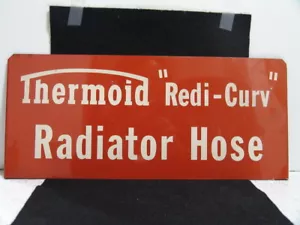 Thermoid "Redi-Curv"
Radiator Hose